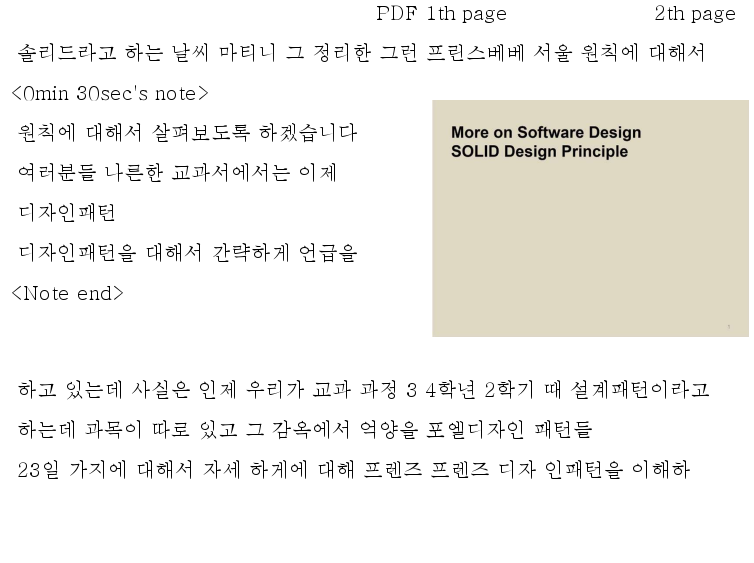 PDF 1th page 2th page
솔리드라고 하는 날씨 마티니 그 정리한 그런 프린스베베 서울 원칙에 대해서
<0min 30sec's note>
원칙에 대해서 살펴보도록 하겠습니다
여러분들 나른한 교과서에서는 이제
디자인패턴
디자인패턴을 대해서 간략하게 언급을
<Note end>
More on Software Design
SOLID Design Principle
하고 있는데 사실은 인제 우리가 교과 과정 3 4학년 2학기 때 설계패턴이라고
하는데 과목이 따로 있고 그 감옥에서 억양을 포엘디자인 패턴들
23일 가지에 대해서 자세 하게에 대해 프렌즈 프렌즈 디자 인패턴을 이해하